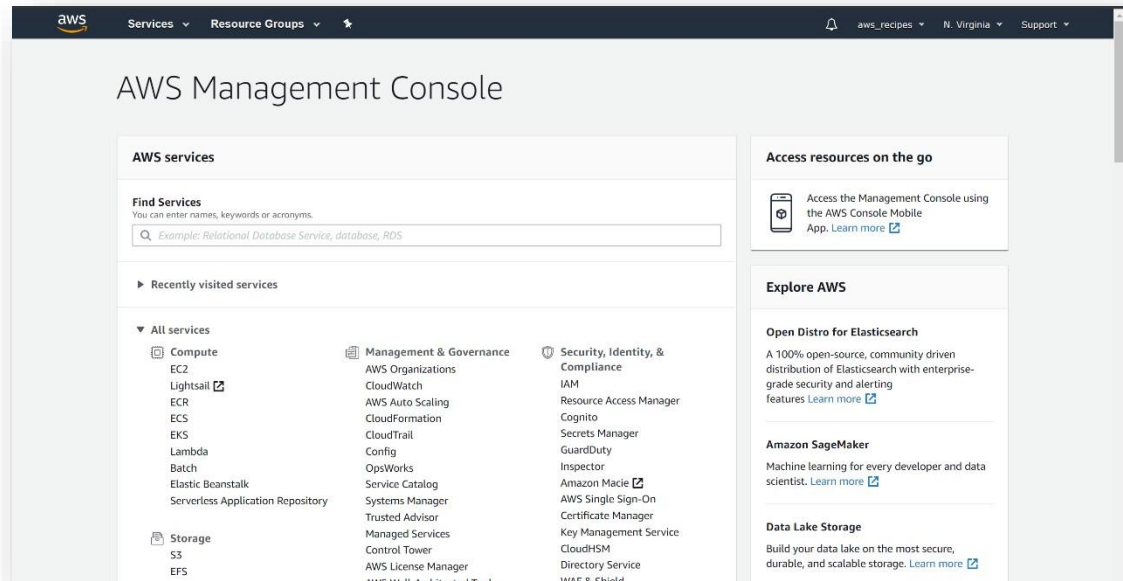 aws
Services
Resource Groups
aws_recipes
N. Virginia
Support
AWS Management Console
AWS services
Find Services
You can enter names, keywords or acronyms.
Example: Relational Database Service, database, RDS
Recently visited services
All services
Compute
EC2
Lightsail
ECR
ECS
EKS
Lambda
Batch
Elastic Beanstalk
Serverless Application Repository
Storage
S3
EFS
Management & Governance
AWS Organizations
CloudWatch
AWS Auto Scaling
CloudFormation
CloudTrail
Config
OpsWorks
Service Catalog
Systems Manager
Trusted Advisor
Managed Services
Control Tower
AWS License Manager
Security, Identity, &
Compliance
IAM
Resource Access Manager
Cognito
Secrets Manager
GuardDuty
Inspector
Amazon Macie
AWS Single Sign-On
Certificate Manager
Key Management Service
CloudHSM
Directory Service
WAF & Shield
Access resources on the go
Access the Management Console using
the AWS Console Mobile
App. Learn more
Explore AWS
Open Distro for Elasticsearch
A 100% open-source, community driven
distribution of Elasticsearch with enterprise-
grade security and alerting
features Learn more
Amazon SageMaker
Machine learning for every developer and data
scientist. Learn more
Data Lake Storage
Build your data lake on the most secure,
durable, and scalable storage. Learn more